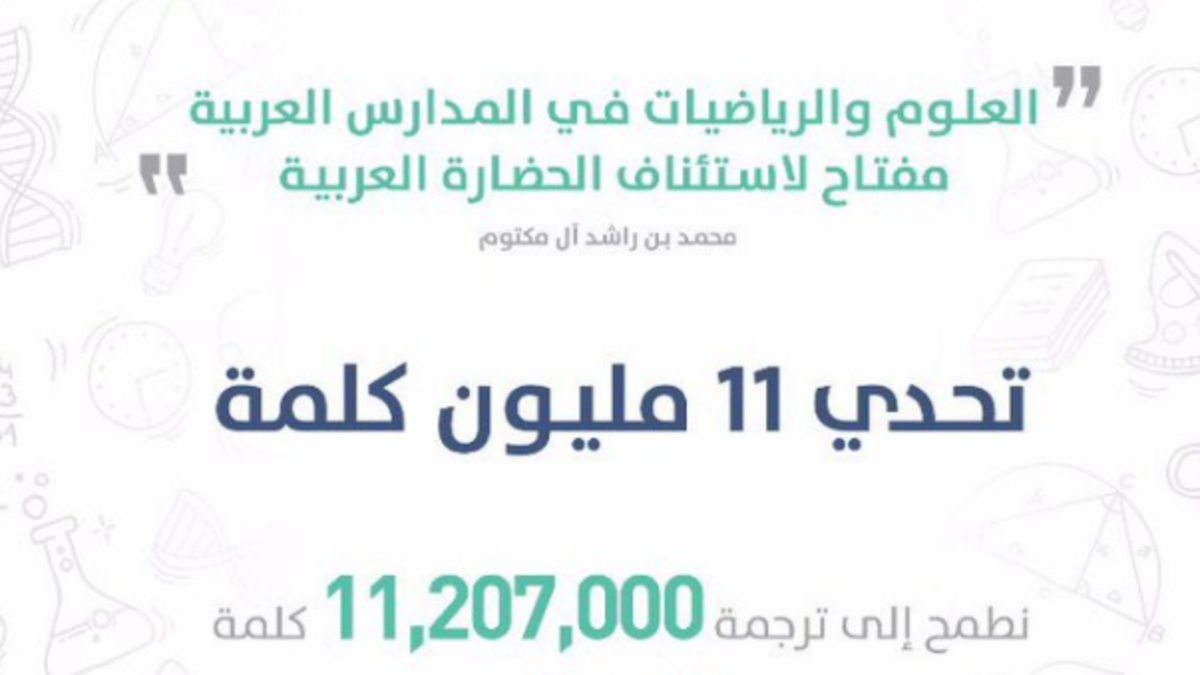 ” العلوم والرياضيات في المدارس العربية
مفتاح لاستئناف الحضارة العربية “
محمد بن راشد آل مكتوم
تحدي 11 مليون كلمة
نطمح إلى ترجمة 11,207,000 كلمة